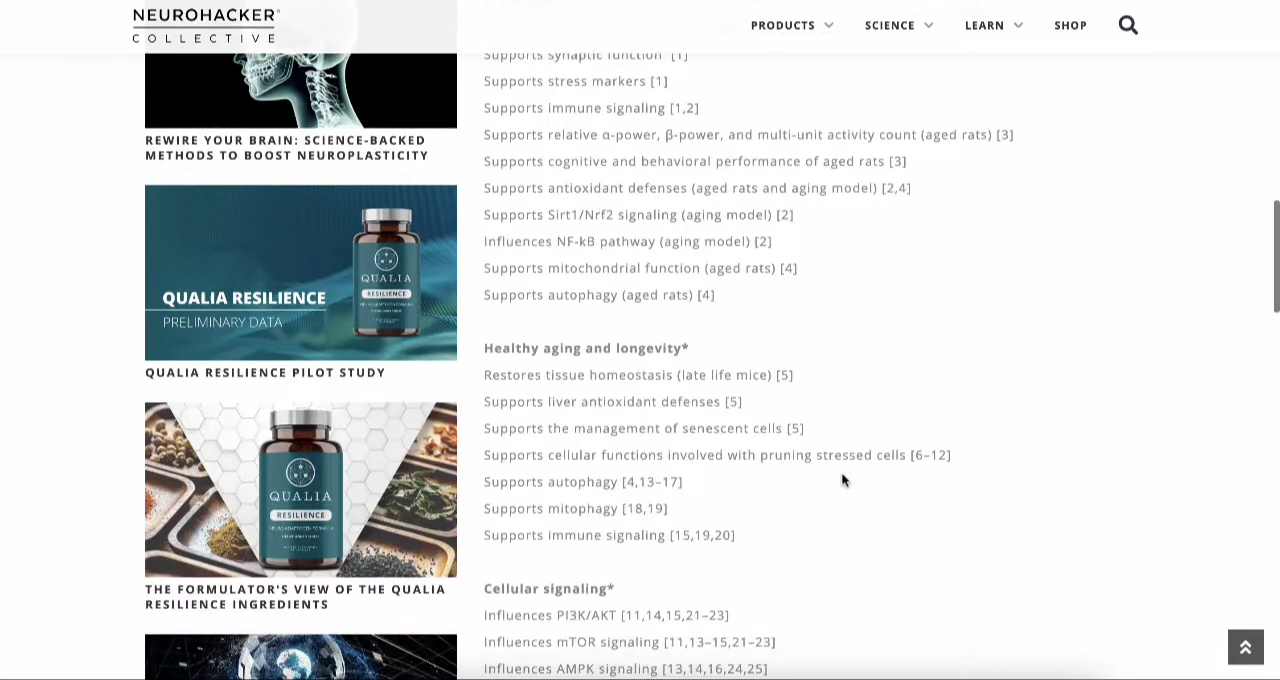 NEUROHACKER
COLLECTIVE
PRODUCTS
SCIENCE
LEARN
SHOP
REWIRE YOUR BRAIN: SCIENCE-BACKED
METHODS TO BOOST NEUROPLASTICITY
QUALIA RESILIENCE
PRELIMINARY DATA
QUALIA
RESILIENCE
QUALIA RESILIENCE PILOT STUDY
QUALIA
RESILIENCE
NEURO ADAPTOGEN FORMULA
THE FORMULATOR'S VIEW OF THE QUALIA
RESILIENCE INGREDIENTS
Supports synaptic function [1]
Supports stress markers [1]
Supports immune signaling [1,2]
Supports relative α-power, β-power, and multi-unit activity count (aged rats) [3]
Supports cognitive and behavioral performance of aged rats [3]
Supports antioxidant defenses (aged rats and aging model) [2,4]
Supports Sirt1/Nrf2 signaling (aging model) [2]
Influences NF-kB pathway (aging model) [2]
Supports mitochondrial function (aged rats) [4]
Supports autophagy (aged rats) [4]
Healthy aging and longevity*
Restores tissue homeostasis (late life mice) [5]
Supports liver antioxidant defenses [5]
Supports the management of senescent cells [5]
Supports cellular functions involved with pruning stressed cells [6–12]
Supports autophagy [4,13–17]
Supports mitophagy [18,19]
Supports immune signaling [15,19,20]
Cellular signaling*
Influences PI3K/AKT [11,14,15,21–23]
Influences mTOR signaling [11,13–15,21–23]
Influences AMPK signaling [13,14,16,24,25]